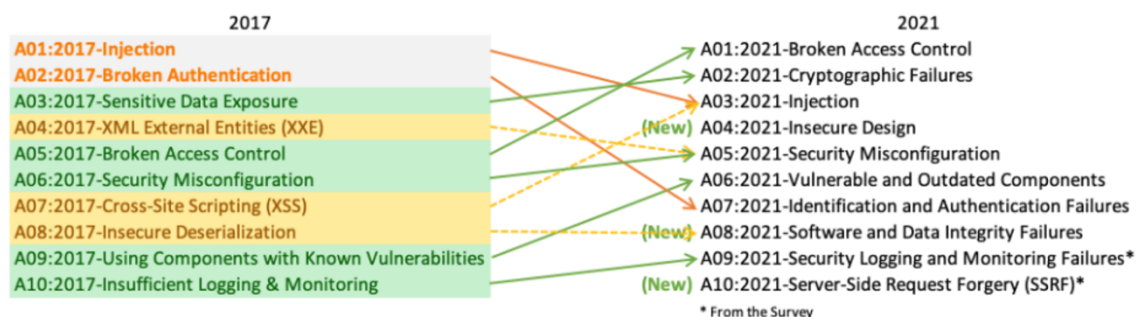 2017
A01:2017-Injection
A02:2017-Broken Authentication
A03:2017-Sensitive Data Exposure
A04:2017-XML External Entities (XXE)
A05:2017-Broken Access Control
A06:2017-Security Misconfiguration
A07:2017-Cross-Site Scripting (XSS)
A08:2017-Insecure Deserialization
A09:2017-Using Components with Known Vulnerabilities
A10:2017-Insufficient Logging & Monitoring
2021
A01:2021-Broken Access Control
A02:2021-Cryptographic Failures
A03:2021-Injection
(New) A04:2021-Insecure Design
A05:2021-Security Misconfiguration
A06:2021-Vulnerable and Outdated Components
A07:2021-Identification and Authentication Failures
(New) A08:2021-Software and Data Integrity Failures
A09:2021-Security Logging and Monitoring Failures*
(New) A10:2021-Server-Side Request Forgery (SSRF)*
* From the Survey